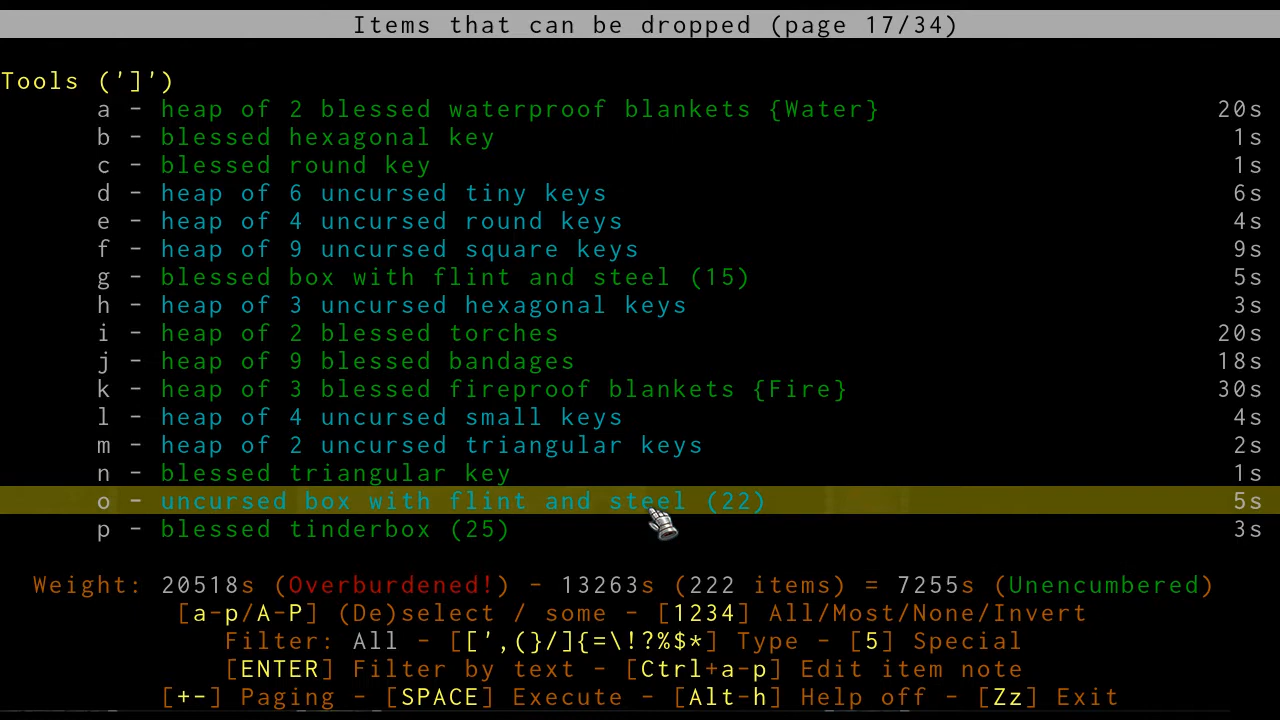 Items that can be dropped (page 17/34)
Tools (']')
a - heap of 2 blessed waterproof blankets {Water} 20s
b - blessed hexagonal key 1s
c - blessed round key 1s
d - heap of 6 uncursed tiny keys 6s
e - heap of 4 uncursed round keys 4s
f - heap of 9 uncursed square keys 9s
g - blessed box with flint and steel (15) 5s
h - heap of 3 uncursed hexagonal keys 3s
i - heap of 2 blessed torches 20s
j - heap of 9 blessed bandages 18s
k - heap of 3 blessed fireproof blankets {Fire} 30s
l - heap of 4 uncursed small keys 4s
m - heap of 2 uncursed triangular keys 2s
n - blessed triangular key 1s
o - uncursed box with flint and steel (22) 5s
p - blessed tinderbox (25) 3s
Weight: 20518s (Overburdened!) - 13263s (222 items) = 7255s (Unencumbered)
[a-p/A-P] (De)select / some - [1234] All/Most/None/Invert
Filter: All - [[',(}/]{=\!?%$*] Type - [5] Special
[ENTER] Filter by text - [Ctrl+a-p] Edit item note
[+-] Paging - [SPACE] Execute - [Alt-h] Help off - [Zz] Exit